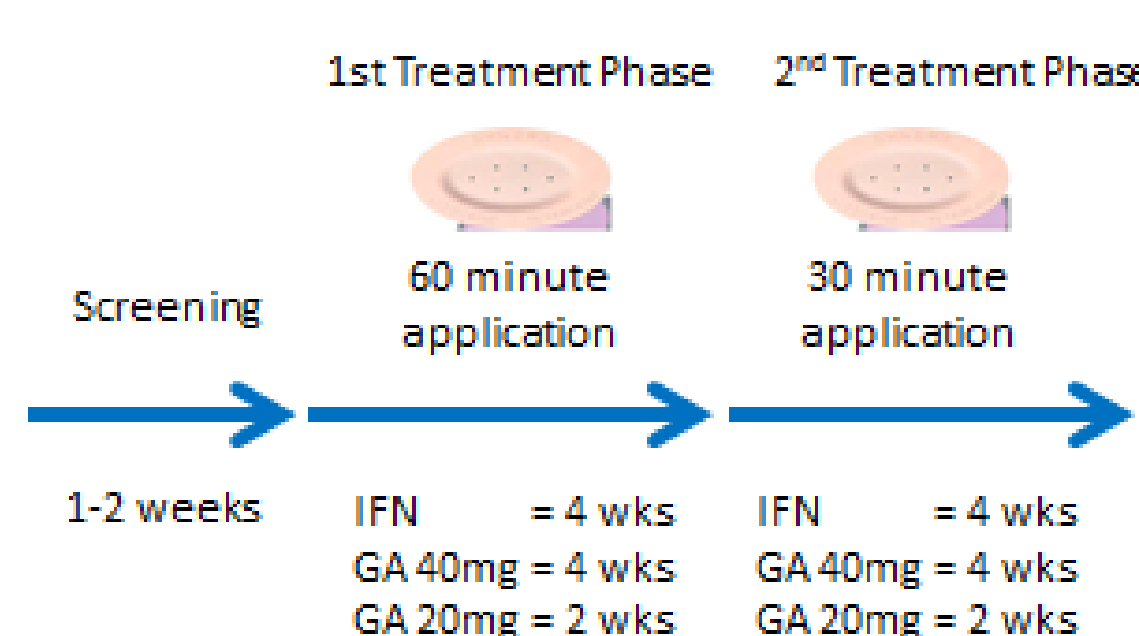 1st Treatment Phase
2nd Treatment Phase
60 minute
application
30 minute
application
Screening
1-2 weeks
IFN = 4 wks
GA 40mg = 4 wks
GA 20mg = 2 wks
IFN = 4 wks
GA 40mg = 4 wks
GA 20mg = 2 wks